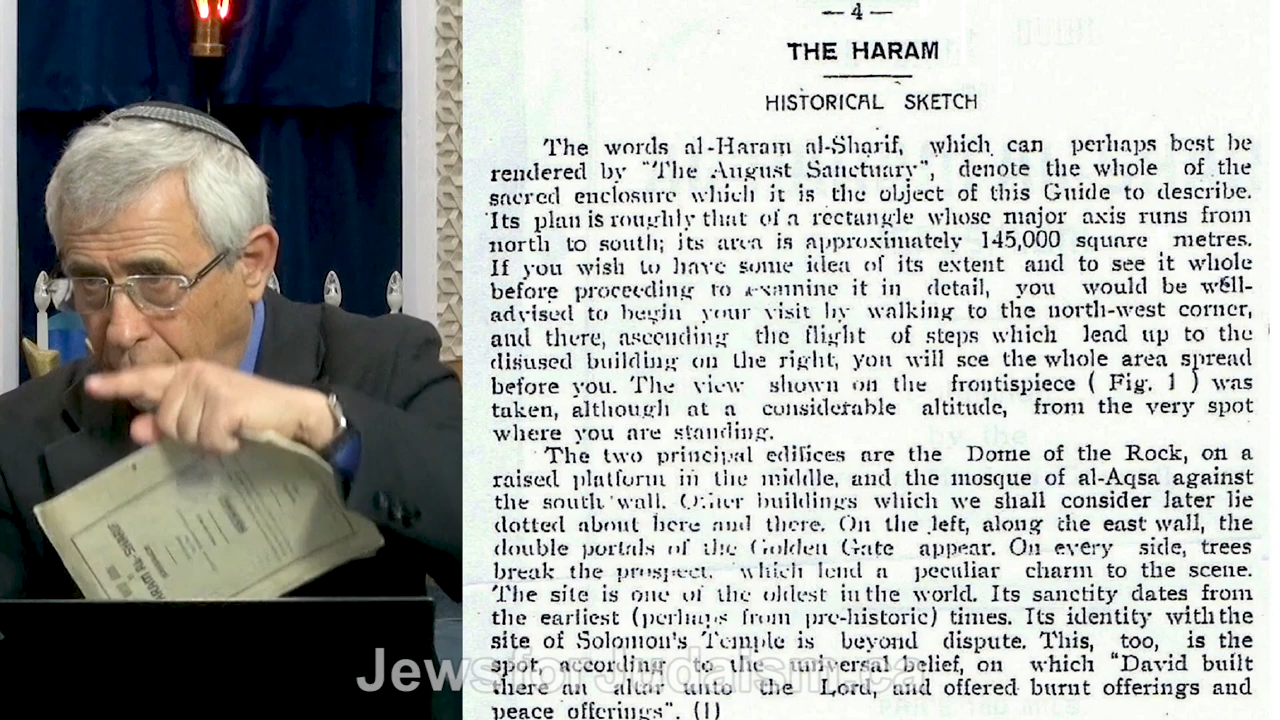 — 4 —
THE HARAM
HISTORICAL SKETCH
The words al-Haram al-Sharif, which can perhaps best be
rendered by "The August Sanctuary", denote the whole of the
sacred enclosure which it is the object of this Guide to describe.
Its plan is roughly that of a rectangle whose major axis runs from
north to south; its area is approximately 145,000 square metres.
If you wish to have some idea of its extent and to see it whole
before proceeding to examine it in detail, you would be well-
advised to begin your visit by walking to the north-west corner,
and there, ascending the flight of steps which lead up to the
disused building on the right, you will see the whole area spread
before you. The view shown on the frontispiece ( Fig. 1 ) was
taken, although at a considerable altitude, from the very spot
where you are standing.
The two principal edifices are the Dome of the Rock, on a
raised platform in the middle, and the mosque of al-Aqsa against
the south wall. Other buildings which we shall consider later lie
dotted about here and there. On the left, along the east wall, the
double portals of the Golden Gate appear. On every side, trees
break the prospect, which lend a peculiar charm to the scene.
The site is one of the oldest in the world. Its sanctity dates from
the earliest (perhaps from pre-historic) times. Its identity with the
site of Solomon's Temple is beyond dispute. This, too, is the
spot, according to the universal belief, on which "David built
there an altar unto the Lord, and offered burnt offerings and
peace offerings". (1)
JewsforJudaism.ca
HARAM AL-SHARIF